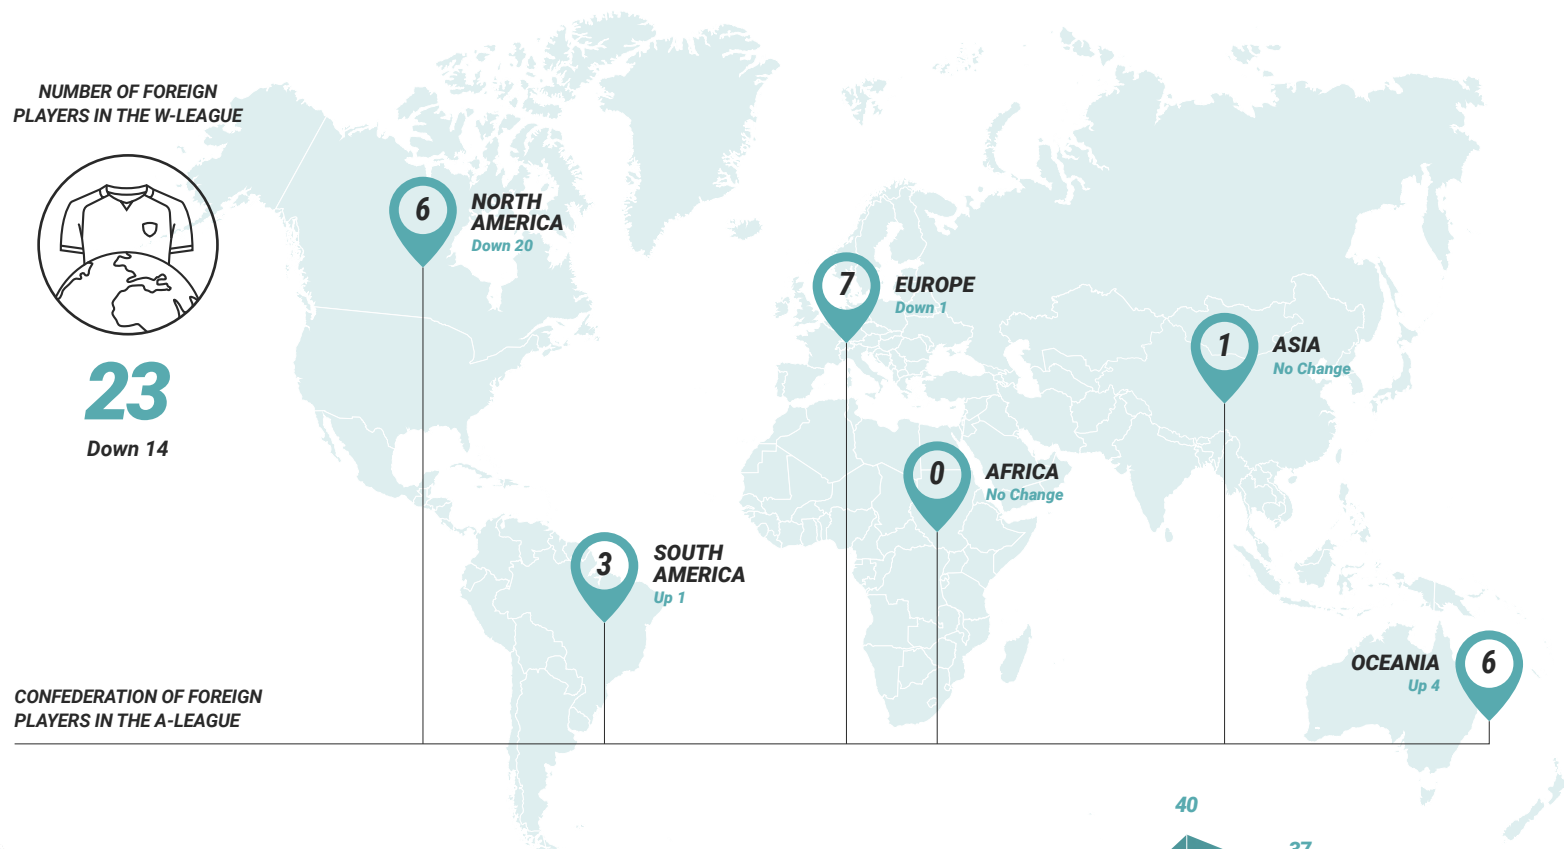 NUMBER OF FOREIGN
PLAYERS IN THE W-LEAGUE
23
Down 14
6
NORTH
AMERICA
Down 20
7
EUROPE
Down 1
1
ASIA
No Change
0
AFRICA
No Change
3
SOUTH
AMERICA
Up 1
OCEANIA
Up 4
6
CONFEDERATION OF FOREIGN
PLAYERS IN THE A-LEAGUE
40